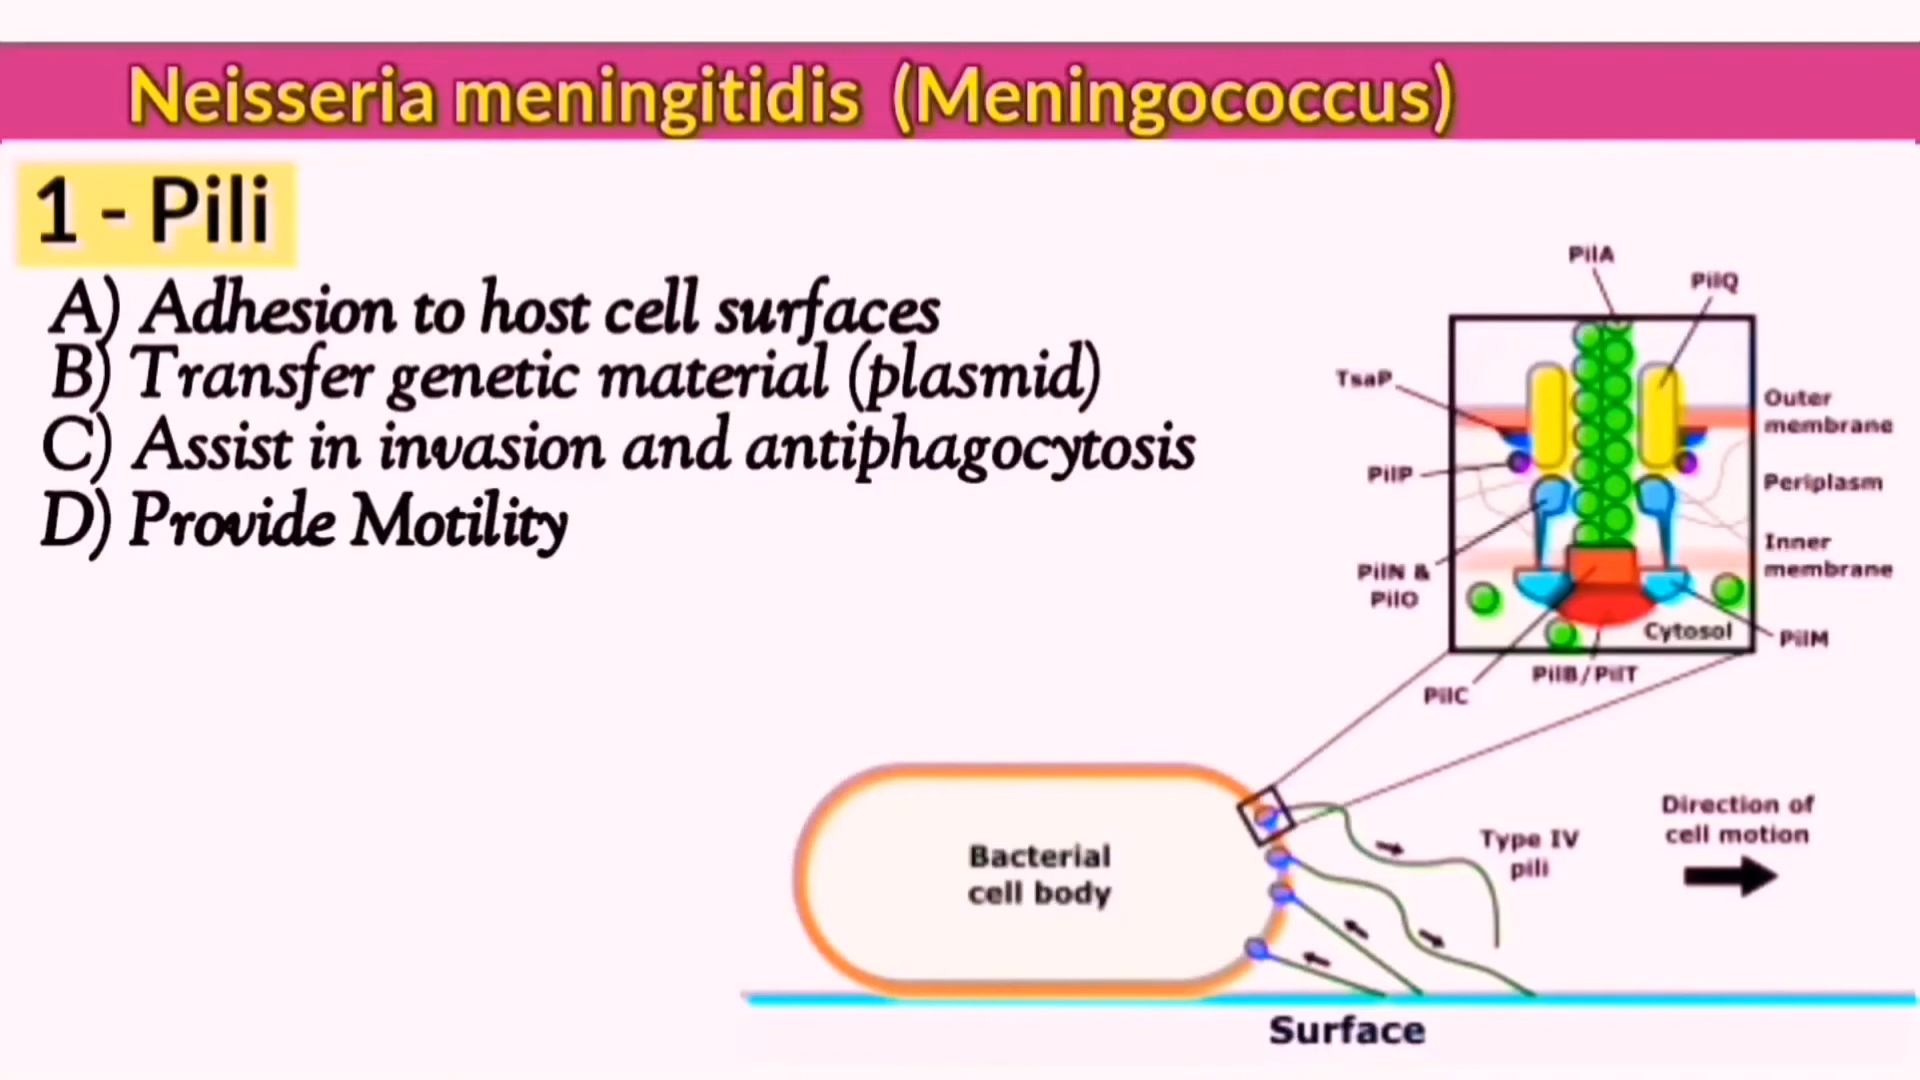 Neisseria meningitidis (Meningococcus)
1 - Pili
A) Adhesion to host cell surfaces
B) Transfer genetic material (plasmid)
C) Assist in invasion and antiphagocytosis
D) Provide Motility
PilA
PilQ
TsaP
Outer
membrane
PilP
Periplasm
Inner
membrane
PilN &
PilO
Cytosol
PilM
PilB/PilT
PilC
Direction of
cell motion
Type IV
pili
Bacterial
cell body
Surface